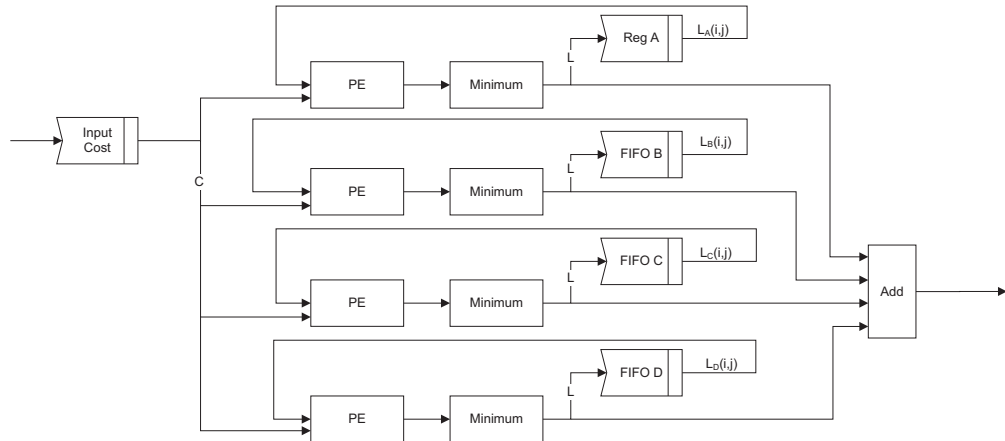 Reg A
L_A(i,j)
L
PE
Minimum
Input
Cost
FIFO B
L_B(i,j)
L
C
PE
Minimum
FIFO C
L_C(i,j)
L
PE
Minimum
Add
FIFO D
L_D(i,j)
L
PE
Minimum